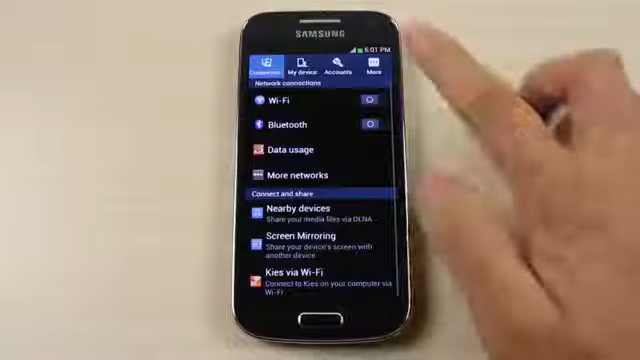 SAMSUNG
6:01 PM
Connections My device Accounts More
Network connections
Wi-Fi
Bluetooth
Data usage
More networks
Connect and share
Nearby devices
Share your media files via DLNA
Screen Mirroring
Share your device's screen with
another device
Kies via Wi-Fi
Connect to Kies on your computer via
Wi-Fi